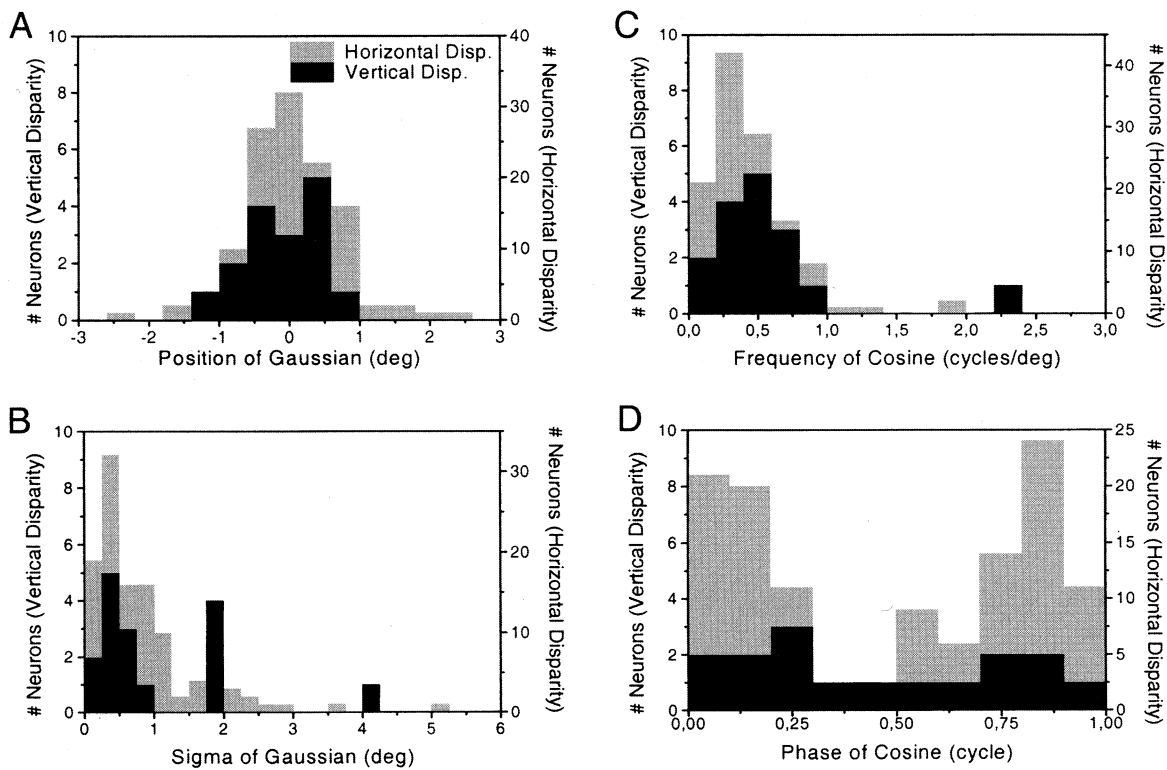 A
# Neurons (Vertical Disparity)
10
8
6
4
2
0
Horizontal Disp.
Vertical Disp.
40
30
20
10
0
# Neurons (Horizontal Disparity)
-3 -2 -1 0 1 2 3
Position of Gaussian (deg)
C
# Neurons (Vertical Disparity)
10
8
6
4
2
0
40
30
20
10
0
# Neurons (Horizontal Disparity)
0,0 0,5 1,0 1,5 2,0 2,5 3,0
Frequency of Cosine (cycles/deg)
B
# Neurons (Vertical Disparity)
10
8
6
4
2
0
30
20
10
0
# Neurons (Horizontal Disparity)
0 1 2 3 4 5 6
Sigma of Gaussian (deg)
D
# Neurons (Vertical Disparity)
10
8
6
4
2
0
25
20
15
10
5
0
# Neurons (Horizontal Disparity)
0,00 0,25 0,50 0,75 1,00
Phase of Cosine (cycle)